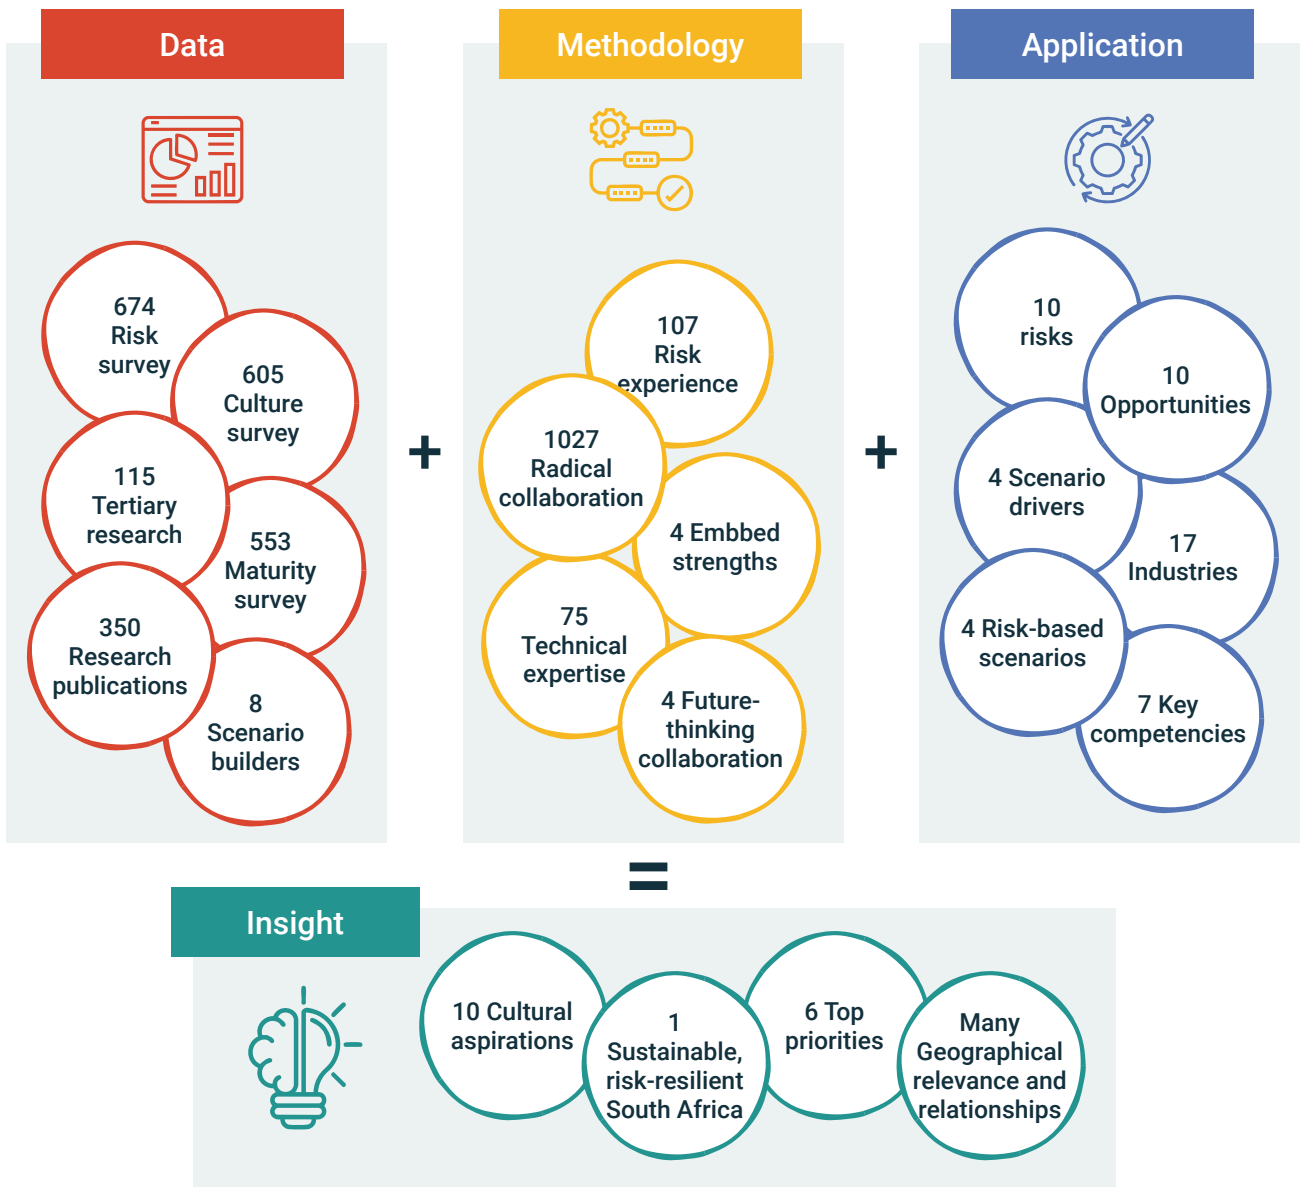 Data
674
Risk
survey
605
Culture
survey
115
Tertiary
research
553
Maturity
survey
350
Research
publications
8
Scenario
builders
+
Methodology
107
Risk
experience
1027
Radical
collaboration
4 Embbed
strengths
75
Technical
expertise
4 Future-
thinking
collaboration
+
Application
10
risks
10
Opportunities
4 Scenario
drivers
17
Industries
4 Risk-based
scenarios
7 Key
competencies
=
Insight
10 Cultural
aspirations
1
Sustainable,
risk-resilient
South Africa
6 Top
priorities
Many
Geographical
relevance and
relationships